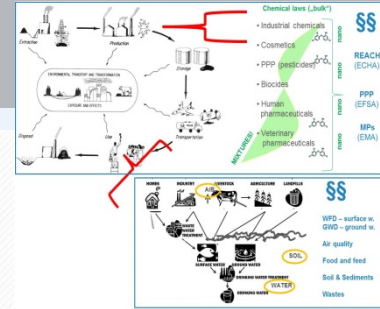 Chemical laws („bulk“)
• Industrial chemicals
• Cosmetics
• PPP (pesticides)
• Biocides
• Human
pharmaceuticals
• Veterinary
pharmaceuticals
MIXTURES!
nano
nano
nano
nano
§§
REACH
(ECHA)
PPP
(EFSA)
MPs
(EMA)
Extraction
Production
Storage
Transportation
Use
Disposal
ENVIRONMENTAL TRANSPORT AND TRANSFORMATION
EXPOSURE AND EFFECTS
HOMES
INDUSTRY
AIR
LIVESTOCK
AGRICULTURE
LANDFILLS
WASTE
WATER
TREATMENT
SURFACE WATER
GROUND WATER
SOIL
DRINKING WATER TREATMENT
WATER
DRINKING WATER
§§
WFD – surface w.
GWD – ground w.
Air quality
Food and feed
Soil & Sediments
Wastes